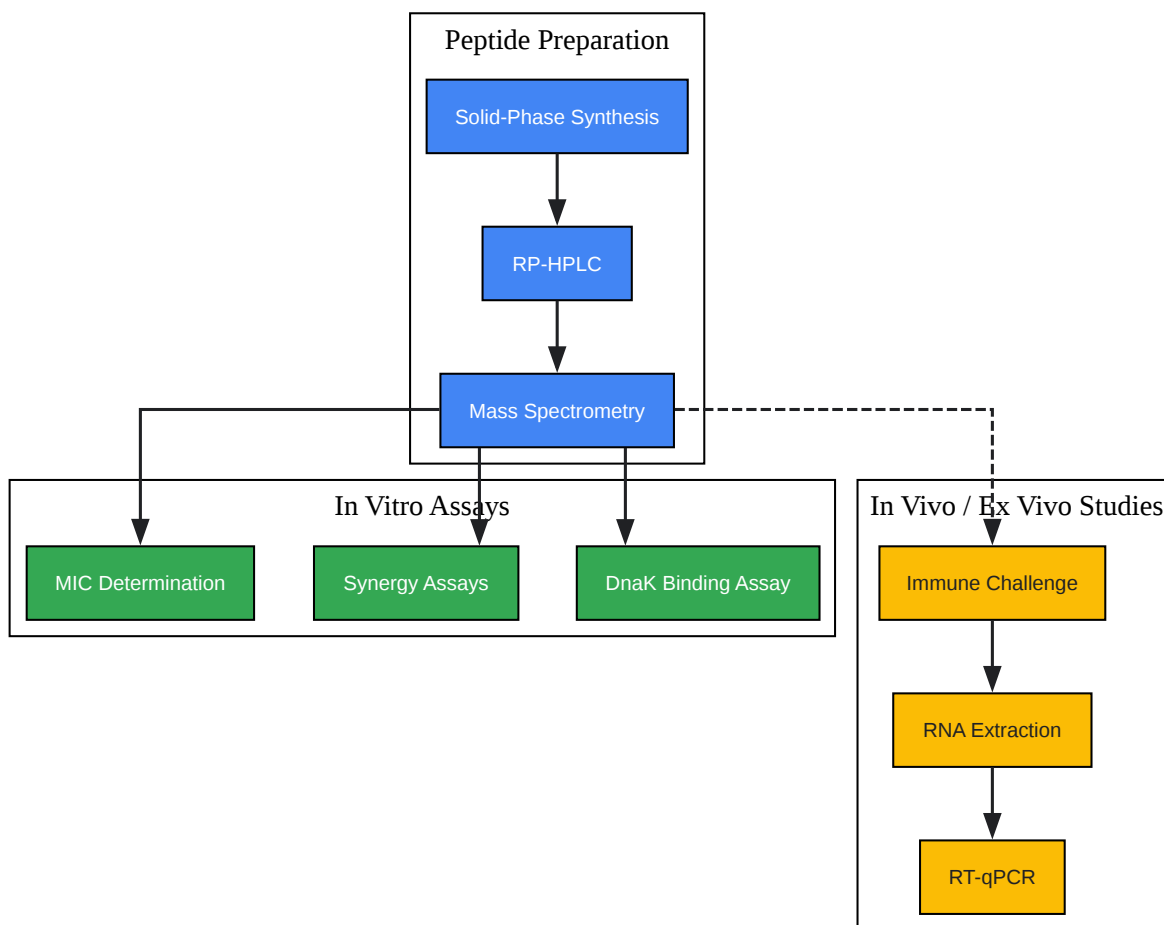 Peptide Preparation
Solid-Phase Synthesis
RP-HPLC
Mass Spectrometry
In Vitro Assays
MIC Determination
Synergy Assays
DnaK Binding Assay
In Vivo / Ex Vivo Studies
Immune Challenge
RNA Extraction
RT-qPCR